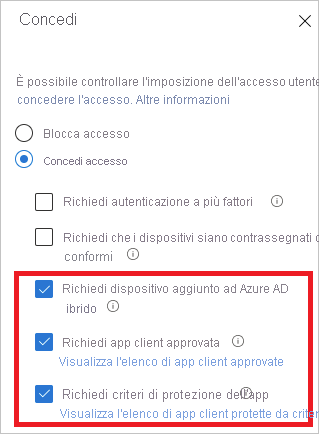 Concedi
È possibile controllare l'imposizione dell'accesso utente
concedere l'accesso. Altre informazioni
Blocca accesso
Concedi accesso
Richiedi autenticazione a più fattori
Richiedi che i dispositivi siano contrassegnati c
conformi
Richiedi dispositivo aggiunto ad Azure AD
ibrido
Richiedi app client approvata
Visualizza l'elenco di app client approvate
Richiedi criteri di protezione dell'app
Visualizza l'elenco di app client protette da criter